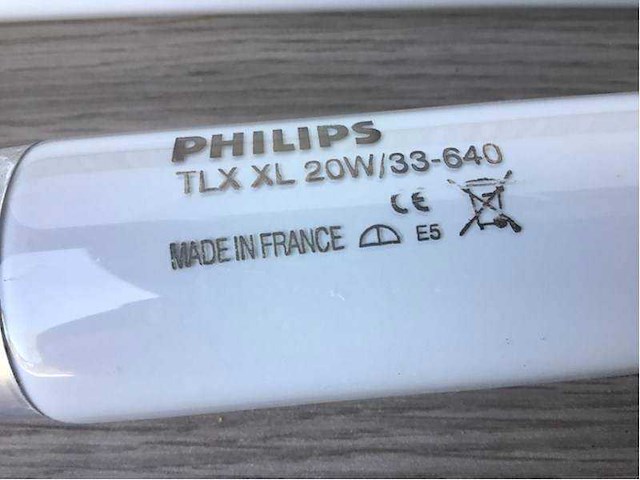 PHILIPS
TLX XL 20W/33-640
CE
MADE IN FRANCE E5